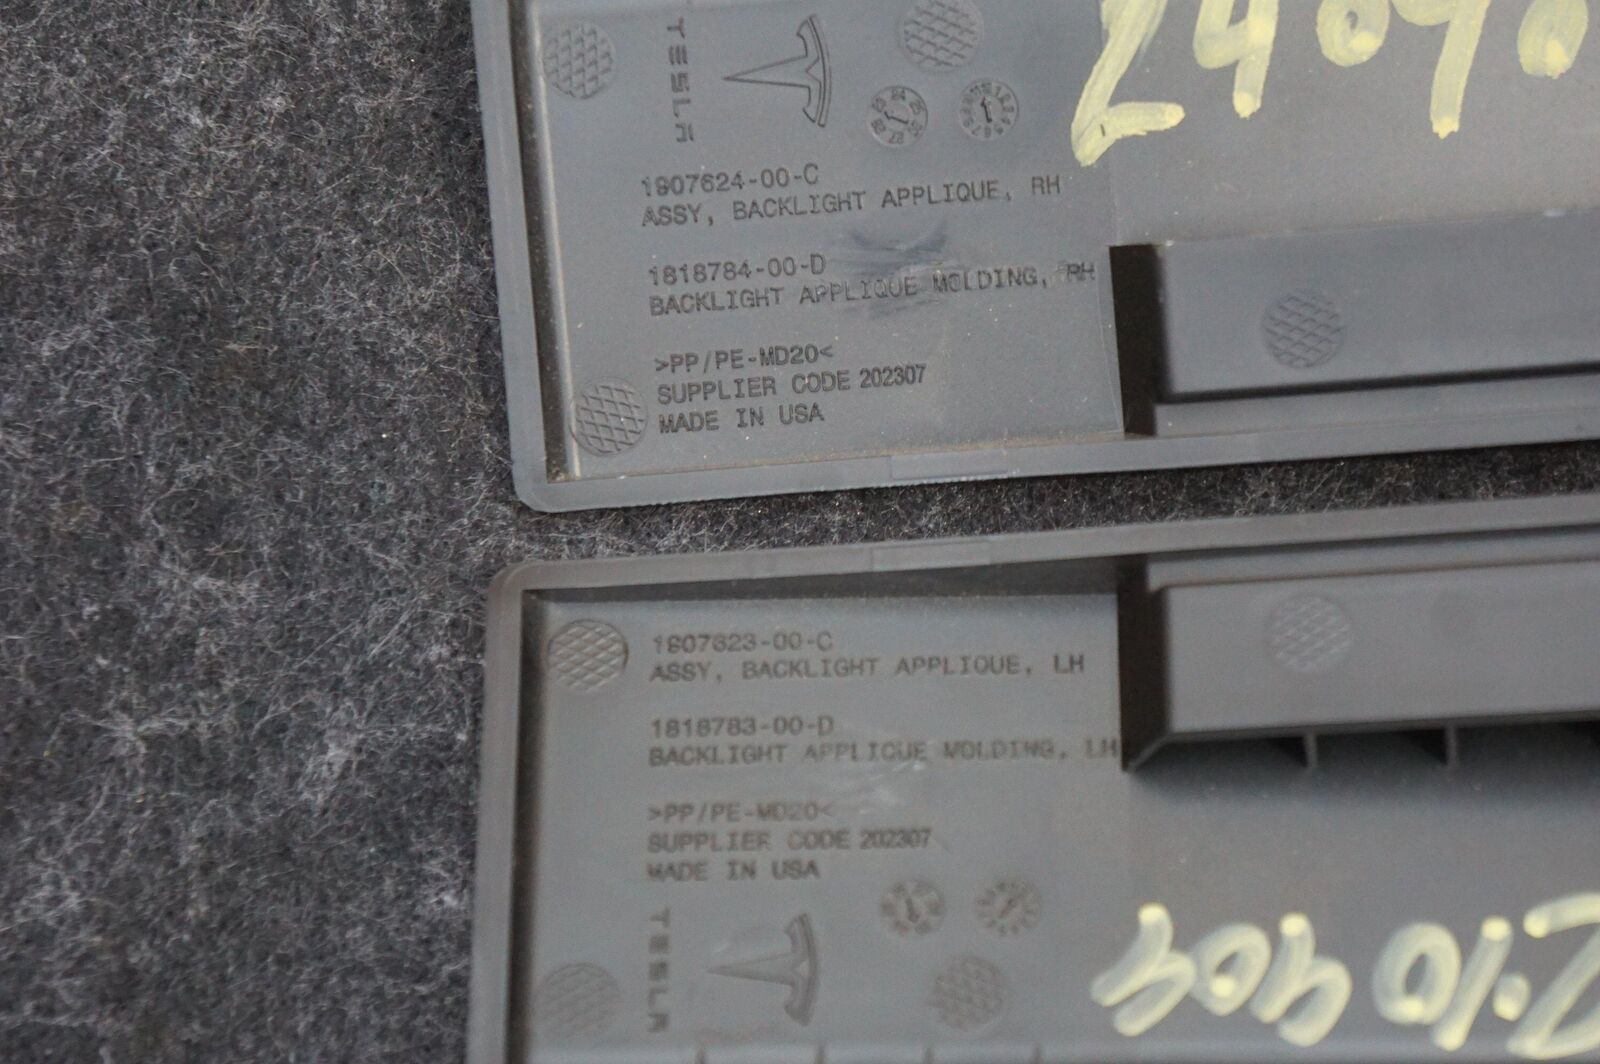 TESLA
1907624-00-C
ASSY, BACKLIGHT APPLIQUE, RH
1818784-00-D
BACKLIGHT APPLIQUE MOLDING, RH
>PP/PE-MD20<
SUPPLIER CODE 202307
MADE IN USA
1907623-00-C
ASSY, BACKLIGHT APPLIQUE, LH
1818783-00-D
BACKLIGHT APPLIQUE MOLDING, LH
>PP/PE-MD20<
SUPPLIER CODE 202307
MADE IN USA
TESLA